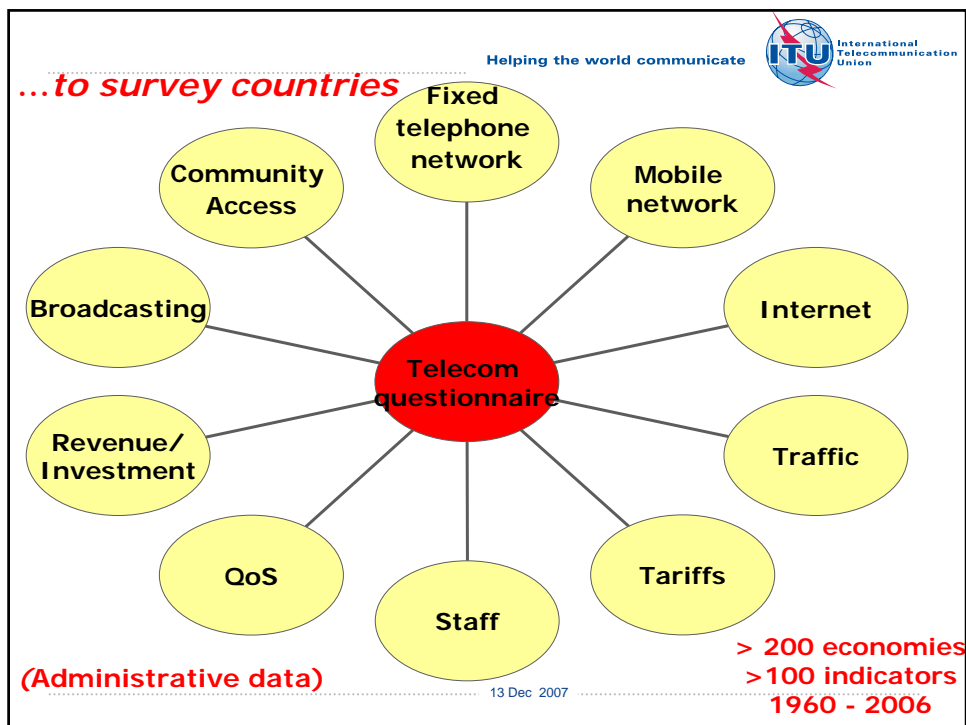 Helping the world communicate
ITU
International
Telecommunication
Union
...to survey countries
Fixed
telephone
network
Community
Access
Mobile
network
Broadcasting
Internet
Telecom
questionnaire
Revenue/
Investment
Traffic
QoS
Tariffs
Staff
> 200 economies
>100 indicators
1960 - 2006
(Administrative data)
13 Dec 2007